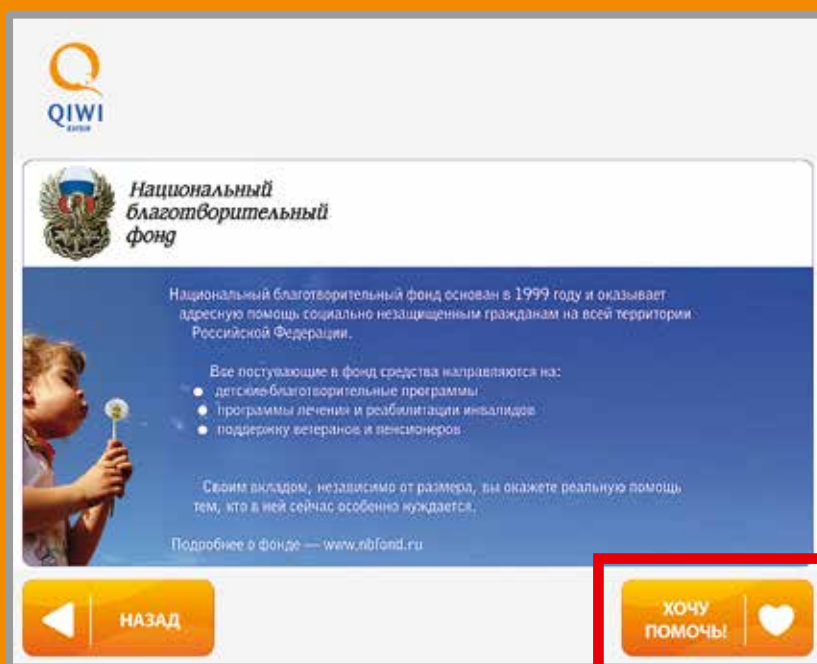 QIWI
Национальный
благотворительный
фонд
Национальный благотворительный фонд основан в 1999 году и оказывает
адресную помощь социально незащищенным гражданам на всей территории
Российской Федерации.
Все поступающие в фонд средства направляются на:
детские благотворительные программы
программы лечения и реабилитации инвалидов
поддержку ветеранов и пенсионеров
Своим вкладом, независимо от размера, вы окажете реальную помощь
тем, кто в ней сейчас особенно нуждается.
Подробнее о фонде — www.nbfond.ru
НАЗАД
ХОЧУ
ПОМОЧЬ!